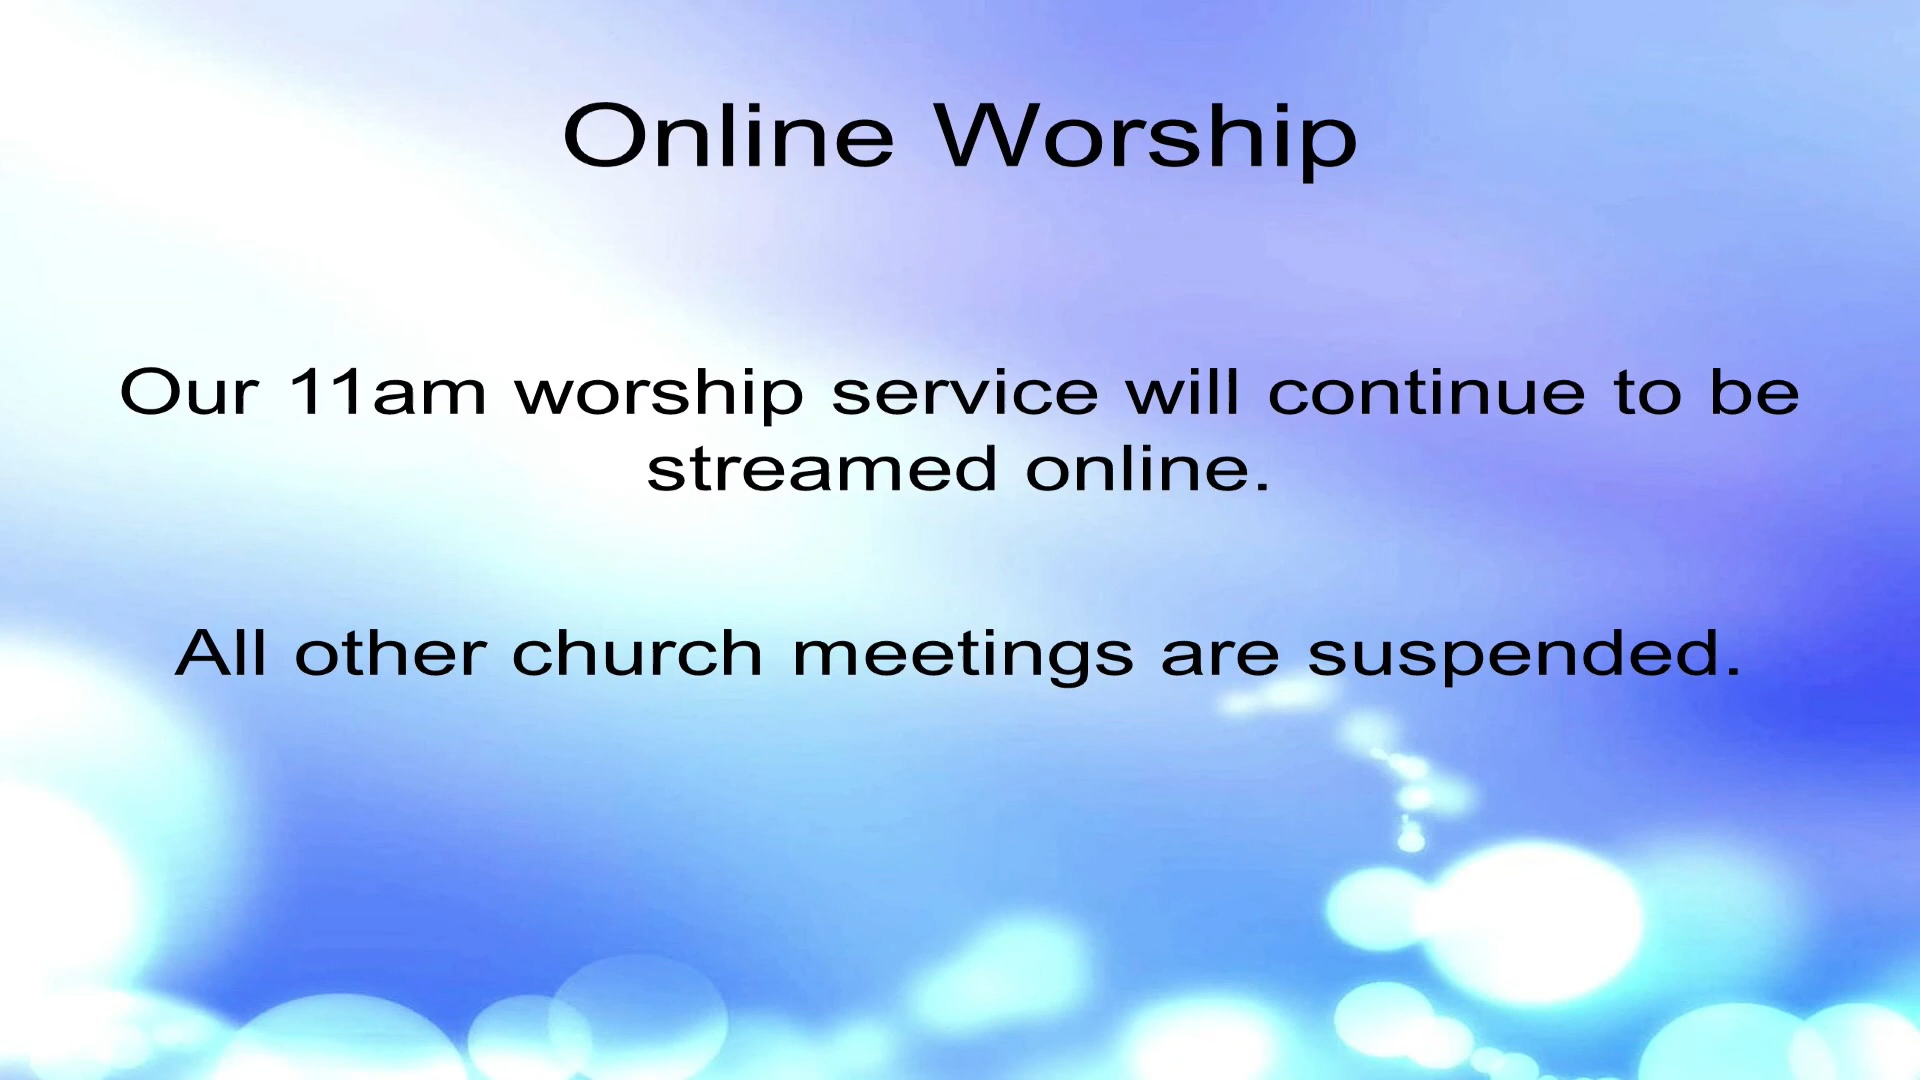 Online Worship
Our 11am worship service will continue to be
streamed online.
All other church meetings are suspended.